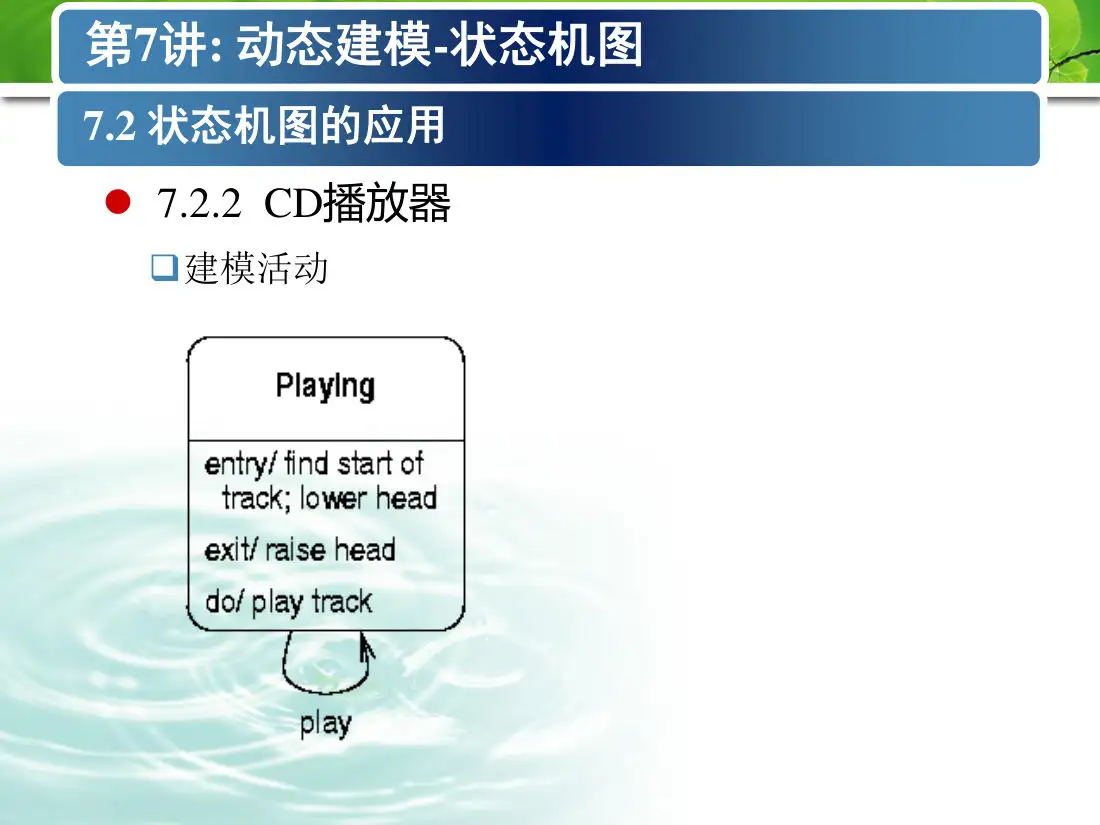 第7讲: 动态建模-状态机图
7.2 状态机图的应用
7.2.2 CD播放器
建模活动
Playing
entry/ find start of
track; lower head
exit/ raise head
do/ play track
play